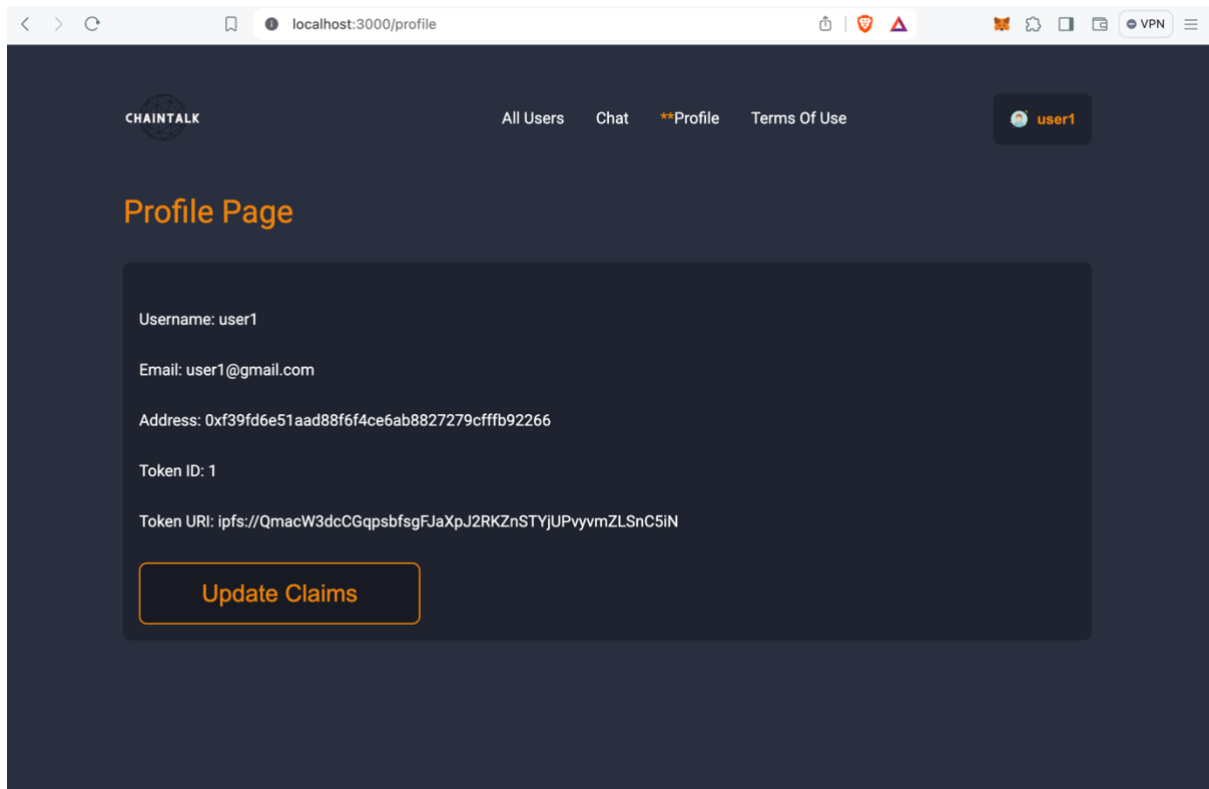 localhost:3000/profile
VPN
CHAINTALK
All Users Chat **Profile Terms Of Use
user1
Profile Page
Username: user1
Email: user1@gmail.com
Address: 0xf39fd6e51aad88f6f4ce6ab8827279cfffb92266
Token ID: 1
Token URI: ipfs://QmacW3dcCGqpsbfsgFJaXpJ2RKZnSTYjUPvyvmZLSnC5iN
Update Claims